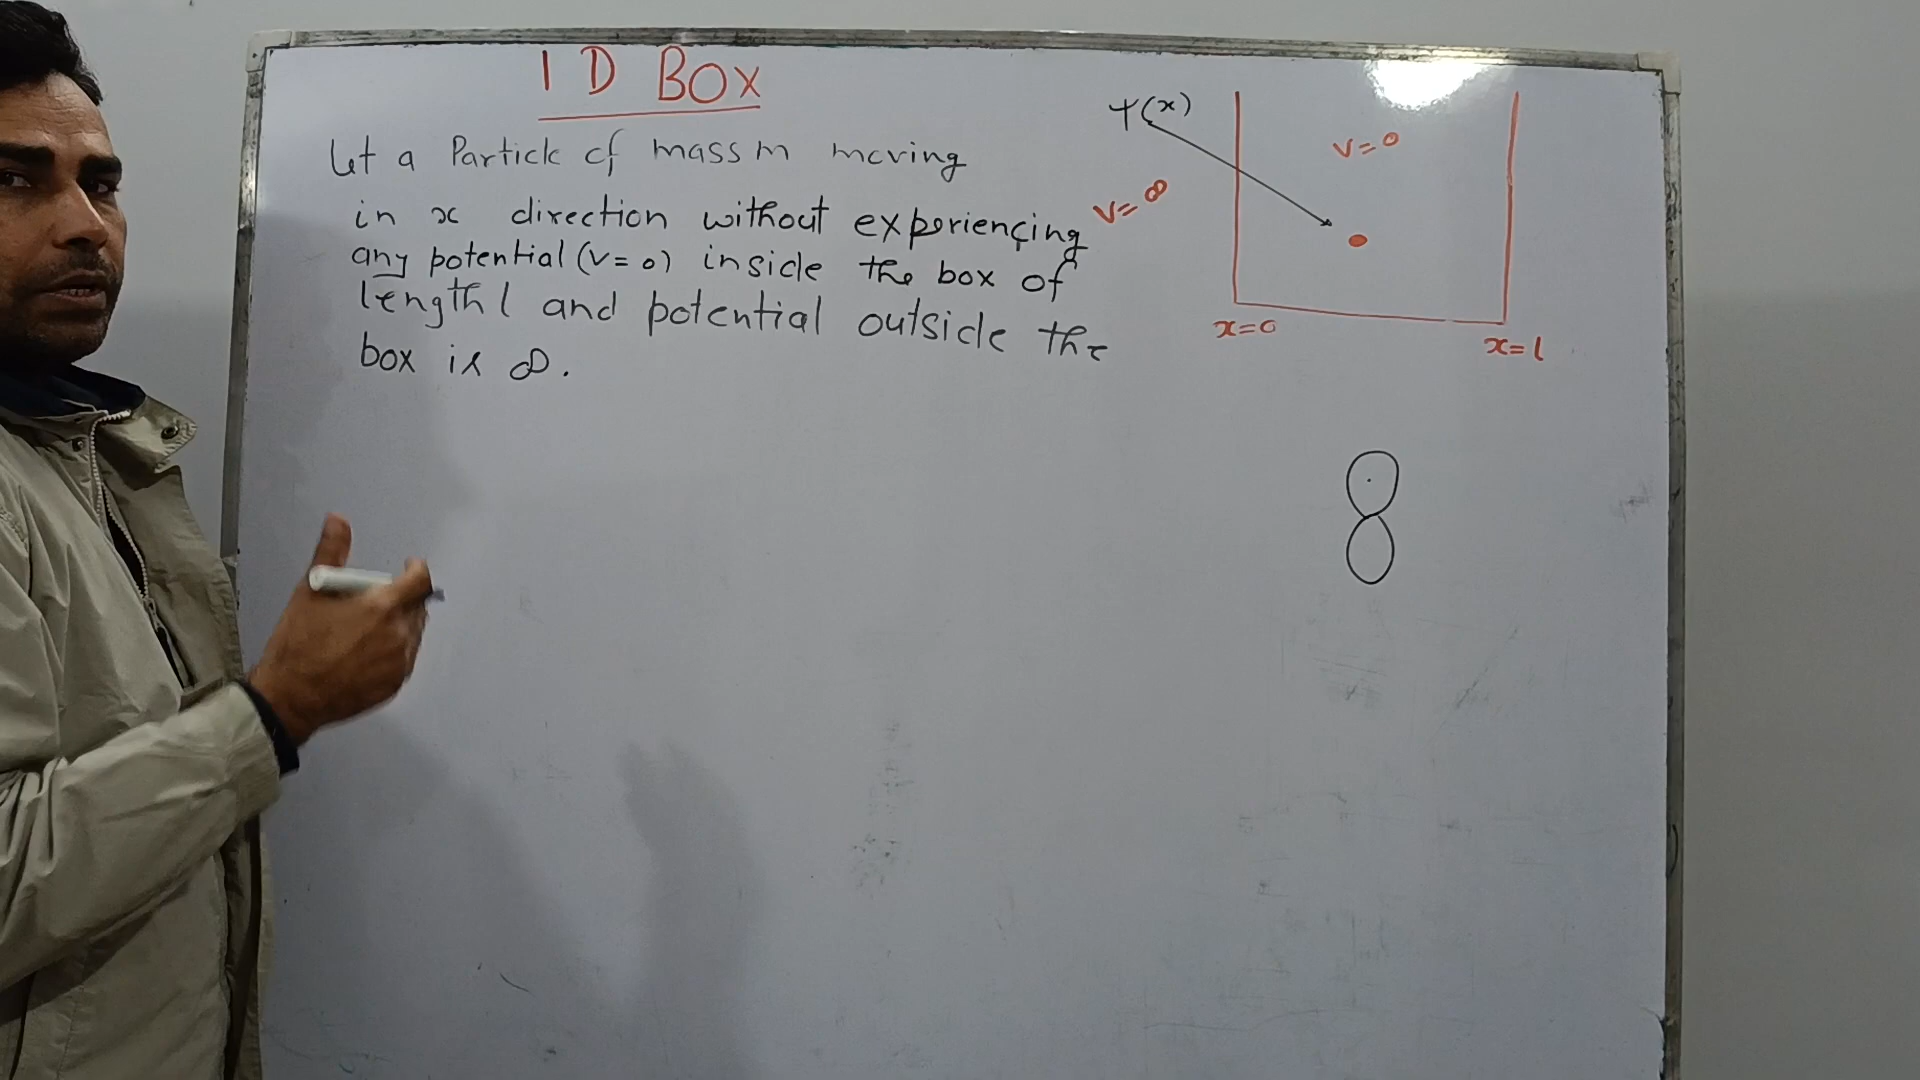 1 D BOX
Let a Particle of mass m moving
in x direction without experiencing
any potential (v = 0) inside the box of
length l and potential outside the
box is ∞.
ψ(x)
v = 0
v = ∞
x = 0
x = l
8